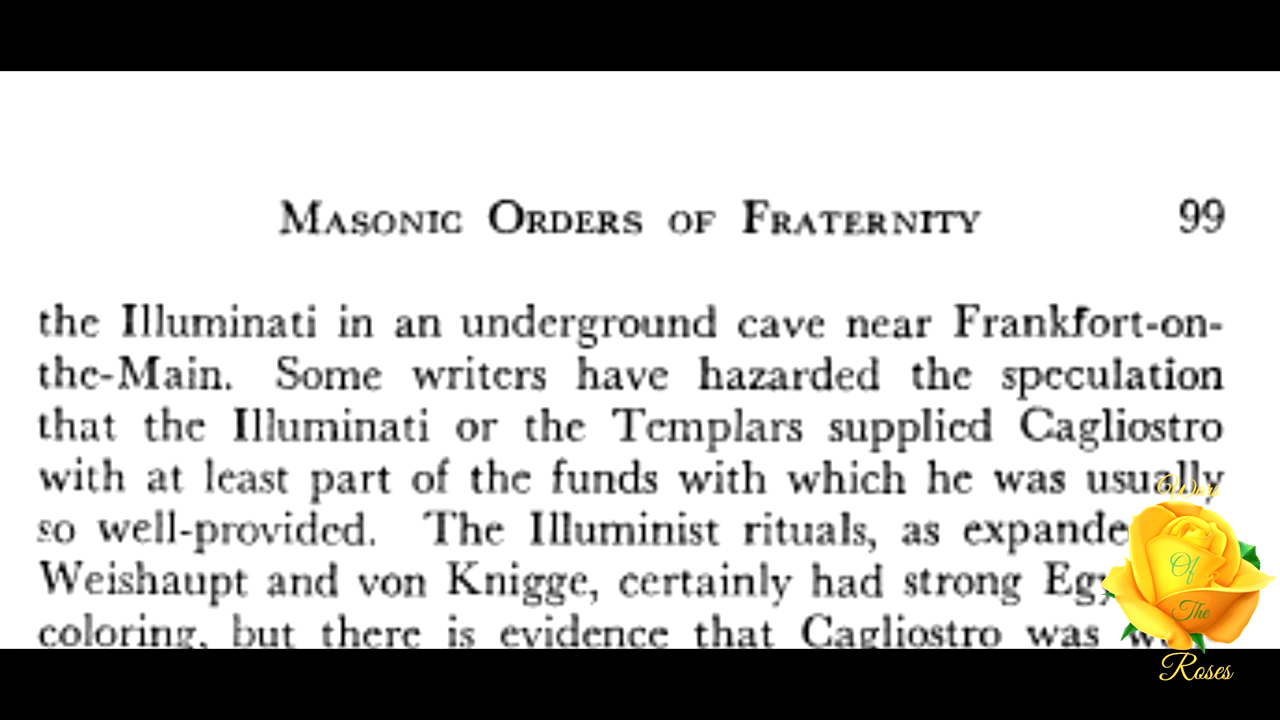 MASONIC ORDERS OF FRATERNITY 99
the Illuminati in an underground cave near Frankfort-on-
the-Main. Some writers have hazarded the speculation
that the Illuminati or the Templars supplied Cagliostro
with at least part of the funds with which he was usually
so well-provided. The Illuminist rituals, as
Weishaupt and von Knigge, certainly had strong
coloring, but there is evidence that Cagliostro was
Wars
Of
The
Roses